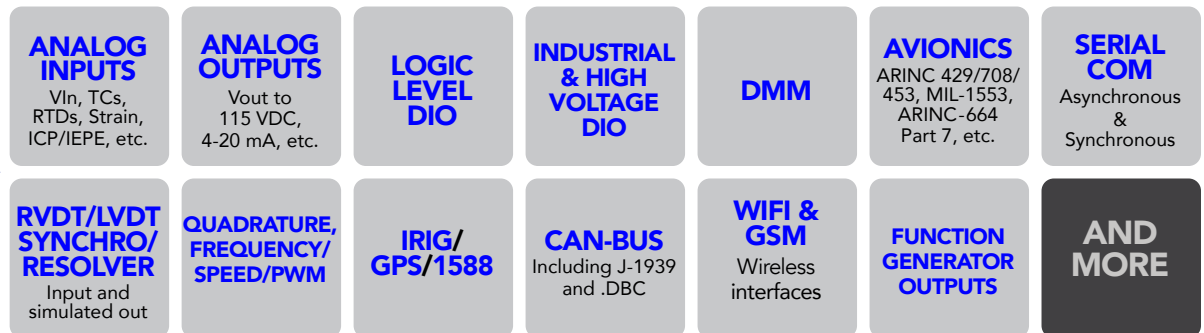 ANALOG
INPUTS
VIn, TCs,
RTDs, Strain,
ICP/IEPE, etc.
ANALOG
OUTPUTS
Vout to
115 VDC,
4-20 mA, etc.
LOGIC
LEVEL
DIO
INDUSTRIAL
& HIGH
VOLTAGE
DIO
DMM
AVIONICS
ARINC 429/708/
453, MIL-1553,
ARINC-664
Part 7, etc.
SERIAL
COM
Asynchronous
&
Synchronous
RVDT/LVDT
SYNCHRO/
RESOLVER
Input and
simulated out
QUADRATURE,
FREQUENCY/
SPEED/PWM
IRIG/
GPS/1588
CAN-BUS
Including J-1939
and .DBC
WIFI &
GSM
Wireless
interfaces
FUNCTION
GENERATOR
OUTPUTS
AND
MORE